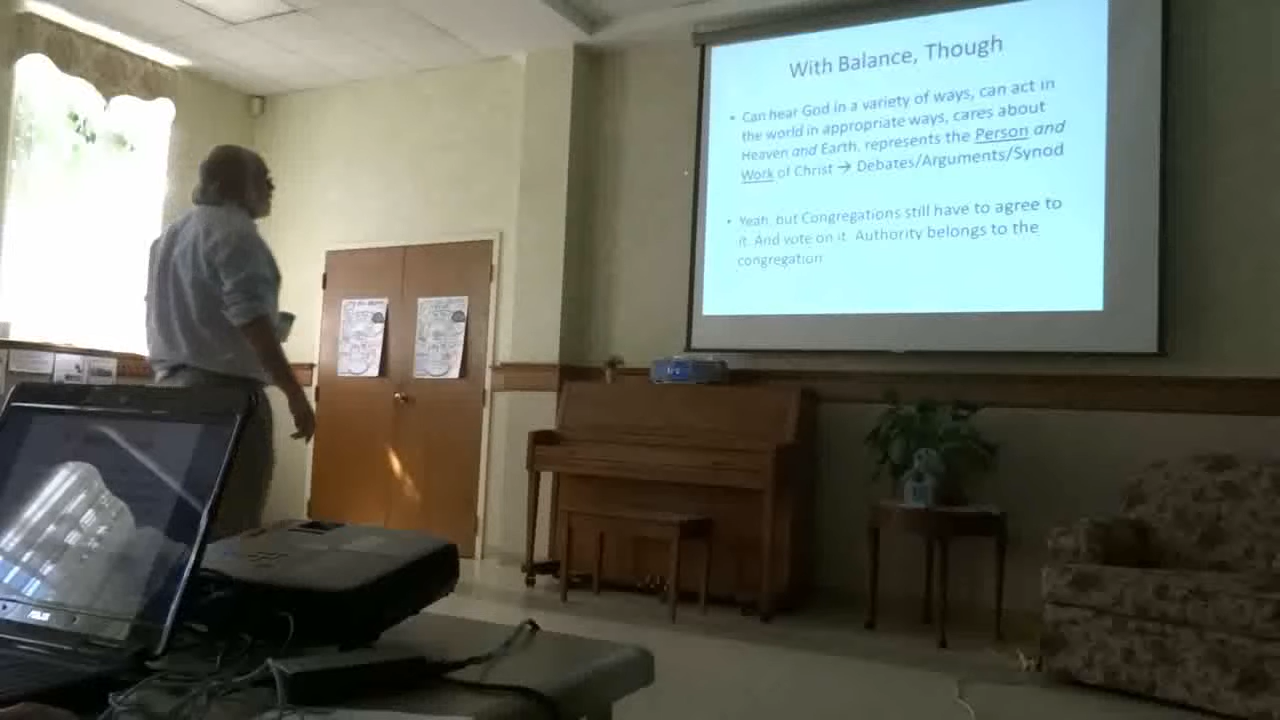 With Balance, Though
• Can hear God in a variety of ways, can act in
the world in appropriate ways, cares about
Heaven and Earth, represents the Person and
Work of Christ → Debates/Arguments/Synod
• Yeah, but Congregations still have to agree to
it. And vote on it. Authority belongs to the
congregation
ASUS